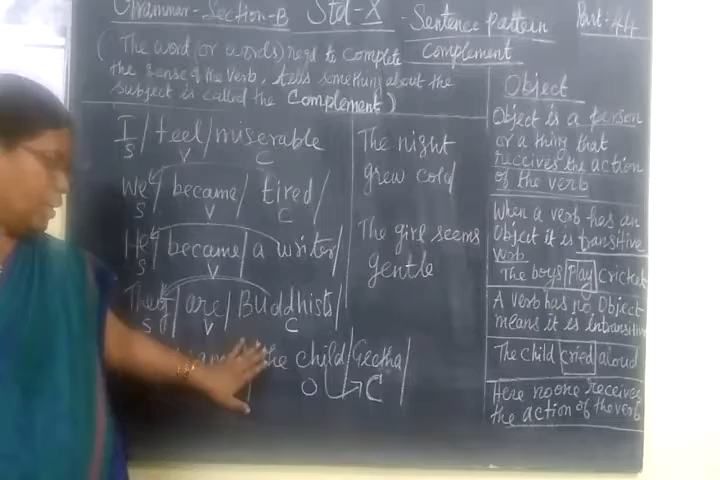 Grammar - Section-B Std-X - Sentence pattern Part: 44
Complement
( The word (or words) reqd to complete
the sense of the verb, tells something about the
subject is called the Complement )
I / feel / miserable
S V C
We / became / tired /
S V C
He / became / a writer /
S V
They / are / Buddhists /
S V C
the child / Geetha /
O C
The night
grew cold
The girl seems
gentle
Object
Object is a person
or a thing that
receives the action
of the verb
When a verb has an
Object it is transitive
verb
The boys play cricket
A verb has no Object
means it is intransitive
The child cried aloud
Here no one receives
the action of the verb